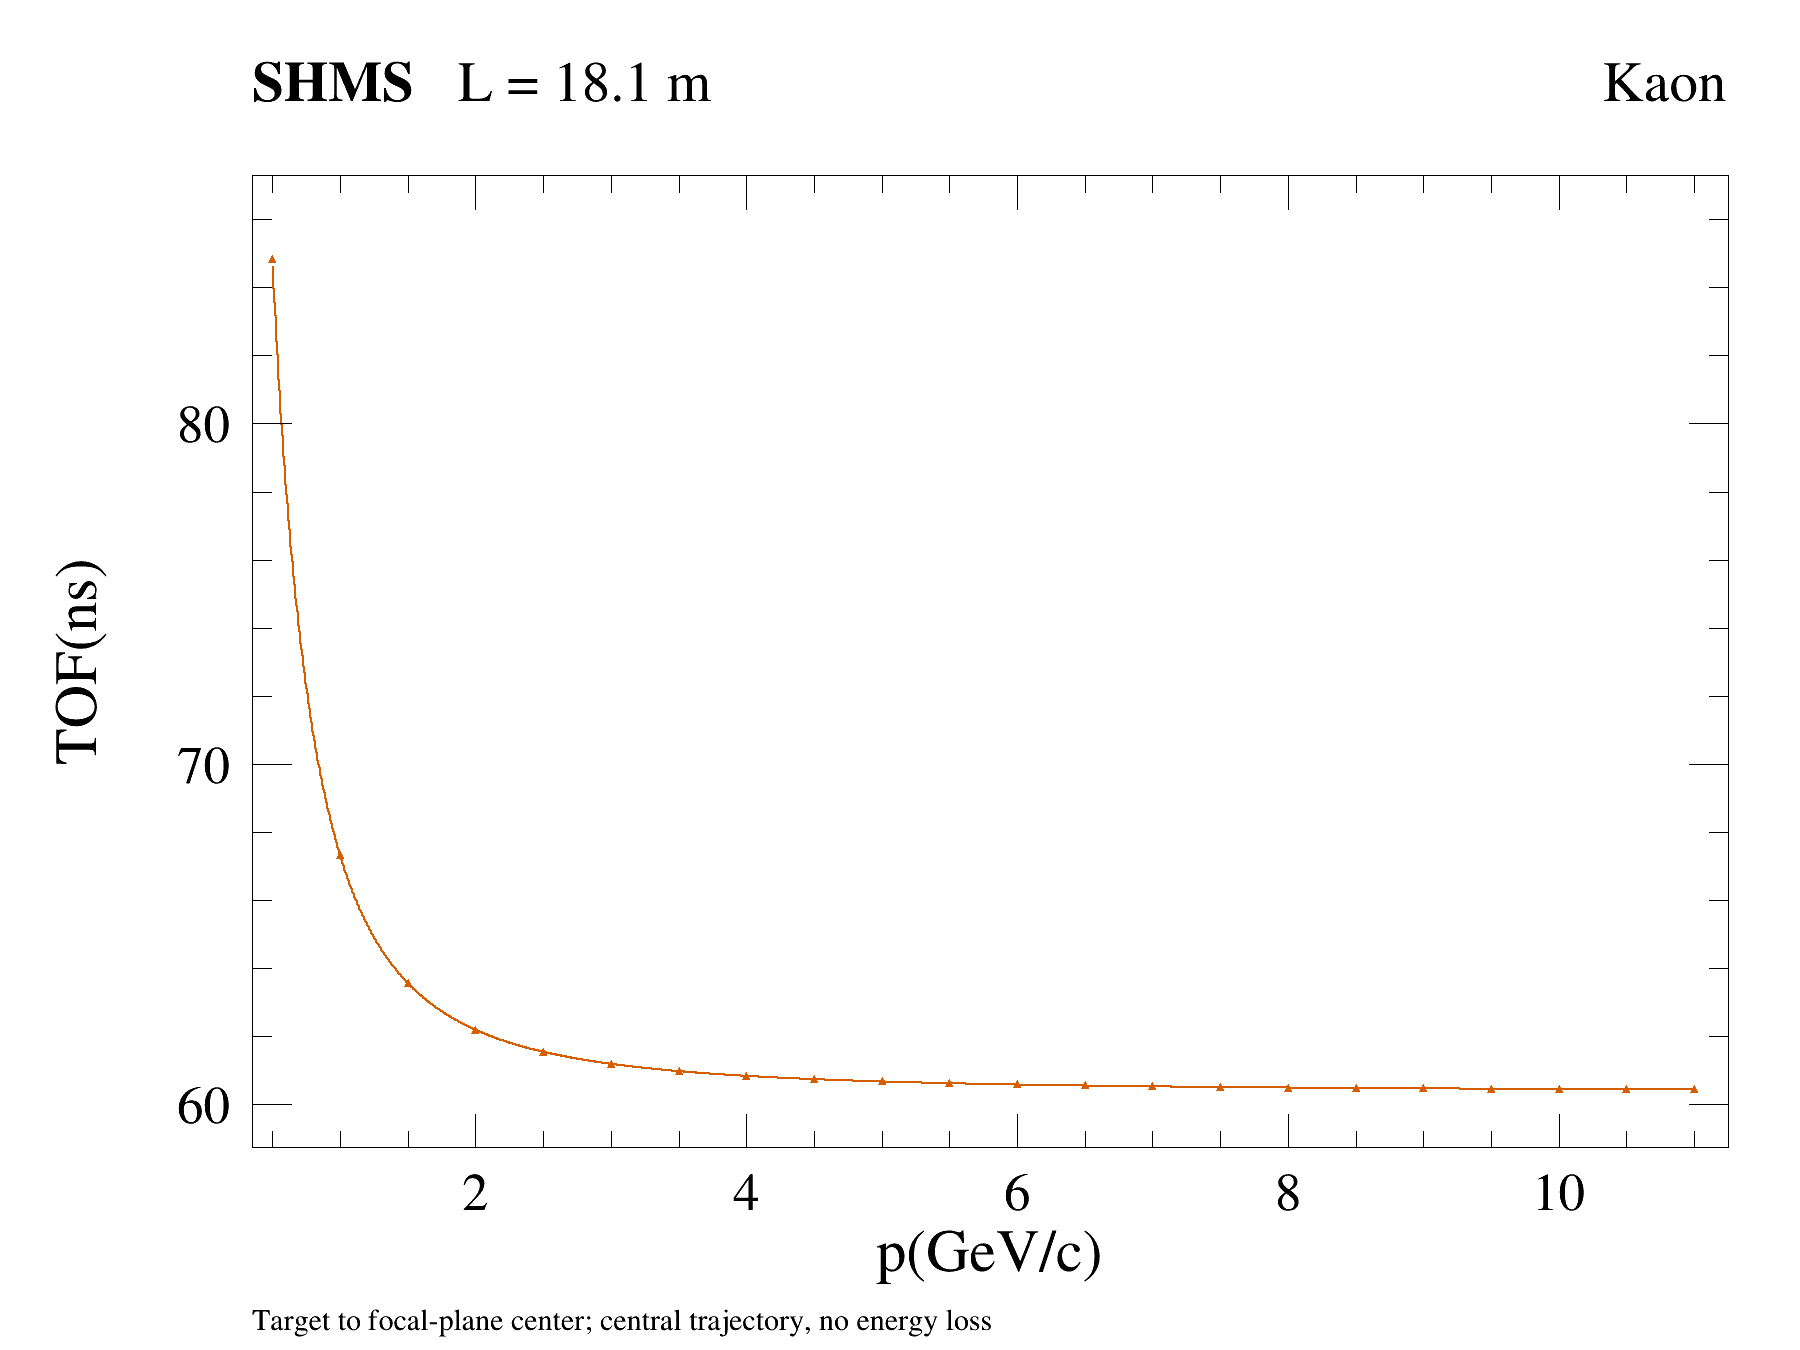 SHMS L = 18.1 m
Kaon
80
70
60
TOF(ns)
2 4 6 8 10
p(GeV/c)
Target to focal-plane center; central trajectory, no energy loss